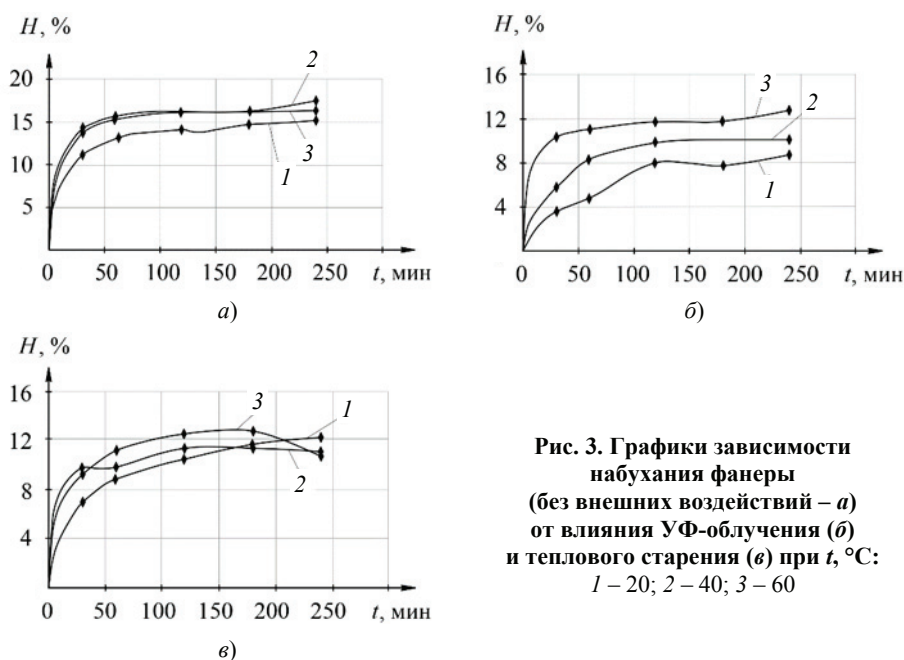 H, %
20
15
10
5
0 50 100 150 200 250 t, мин
2
3
1
а)
H, %
16
12
8
4
0 50 100 150 200 250 t, мин
3
2
1
б)
H, %
16
12
8
4
0 50 100 150 200 250 t, мин
3
1
2
в)
Рис. 3. Графики зависимости
набухания фанеры
(без внешних воздействий – а)
от влияния УФ-облучения (б)
и теплового старения (в) при t, °С:
1 – 20; 2 – 40; 3 – 60